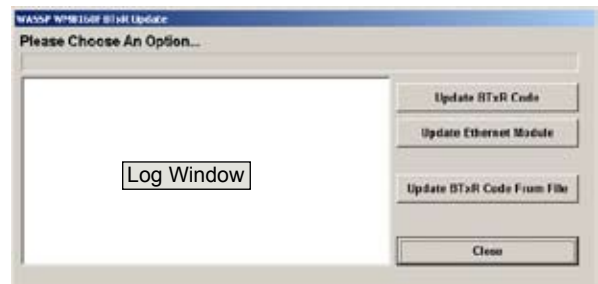 WASSP WMB160F BTxR Update
Please Choose An Option...
Update BTxR Code
Update Ethernet Module
Log Window
Update BTxR Code From File
Close